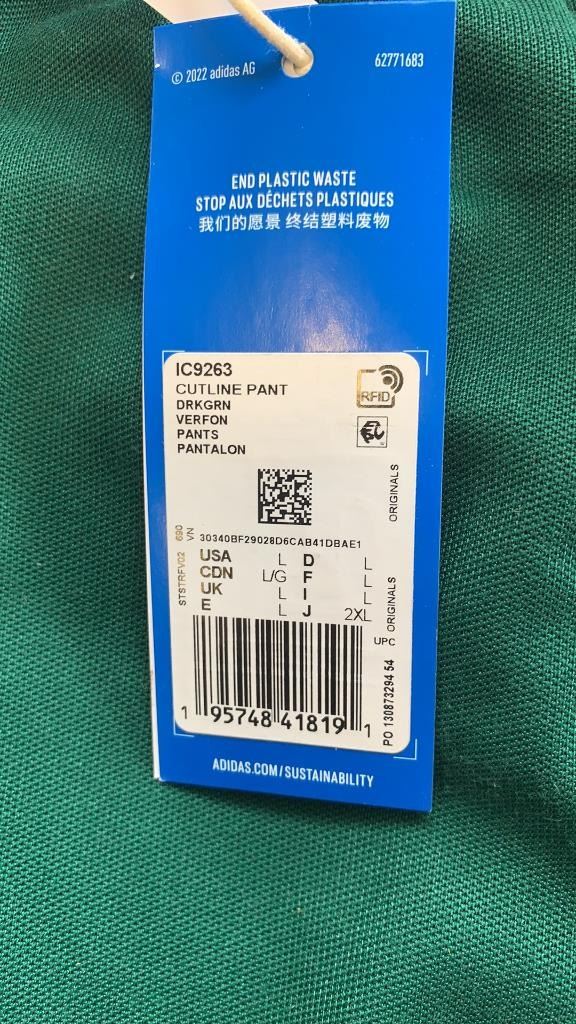 © 2022 adidas AG
62771683
END PLASTIC WASTE
STOP AUX DÉCHETS PLASTIQUES
我们的愿景 终结塑料废物
IC9263
CUTLINE PANT
DRKGRN
VERFON
PANTS
PANTALON
RFID
ORIGINALS
690
VN
30340BF29028D6CAB41DBAE1
STSTRFV02
USA L D L
CDN L/G F L
UK L I L
E L J 2XL
ORIGINALS
UPC
1 95748 41819 1
PO 130873294 54
ADIDAS.COM/SUSTAINABILITY